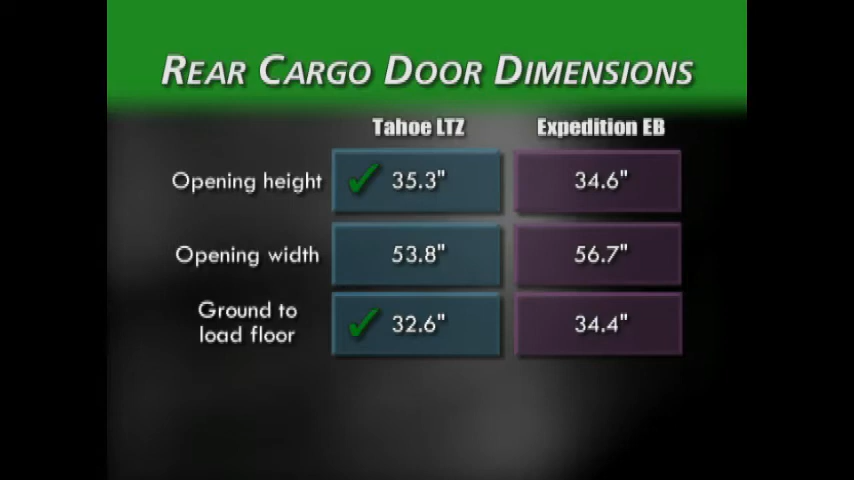 REAR CARGO DOOR DIMENSIONS
Tahoe LTZ Expedition EB
Opening height ✓ 35.3" 34.6"
Opening width 53.8" 56.7"
Ground to
load floor ✓ 32.6" 34.4"